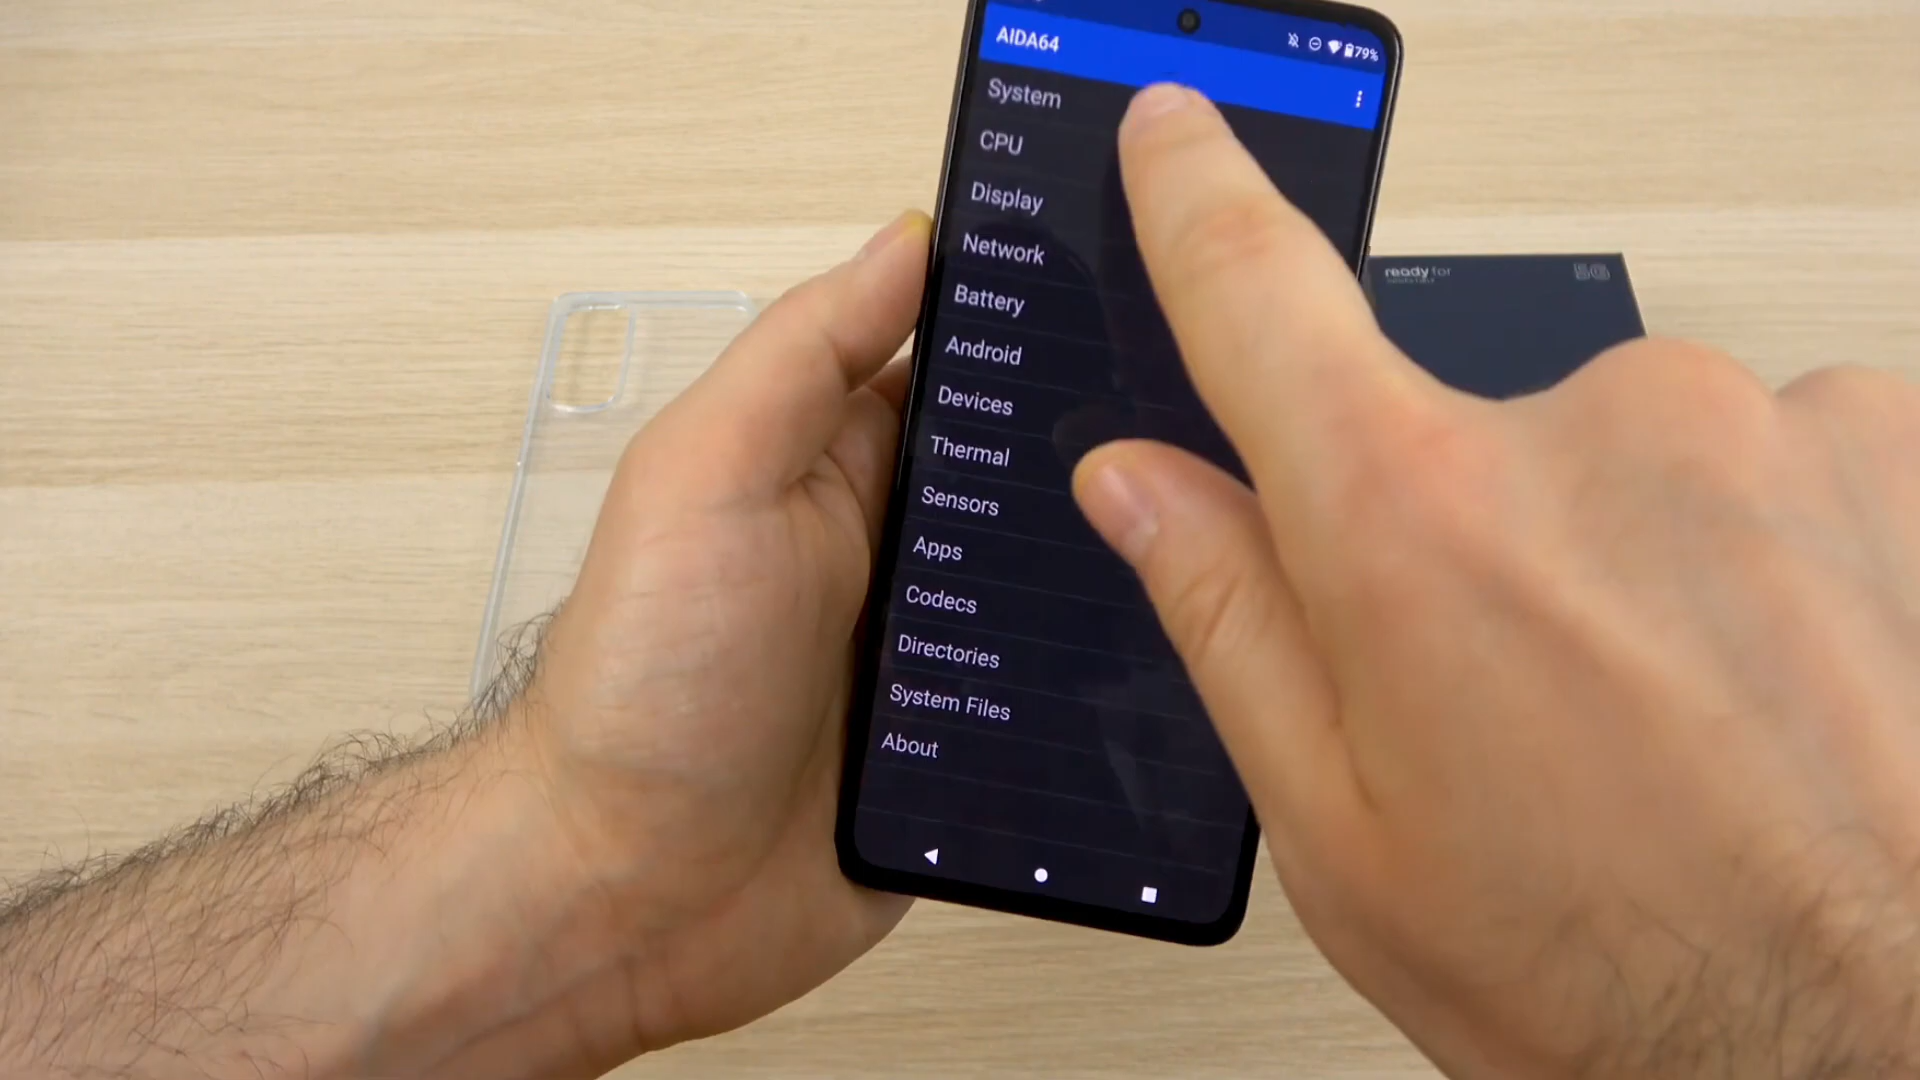 79%
AIDA64
System
CPU
Display
Network
Battery
Android
Devices
Thermal
Sensors
Apps
Codecs
Directories
System Files
About
ready for
5G